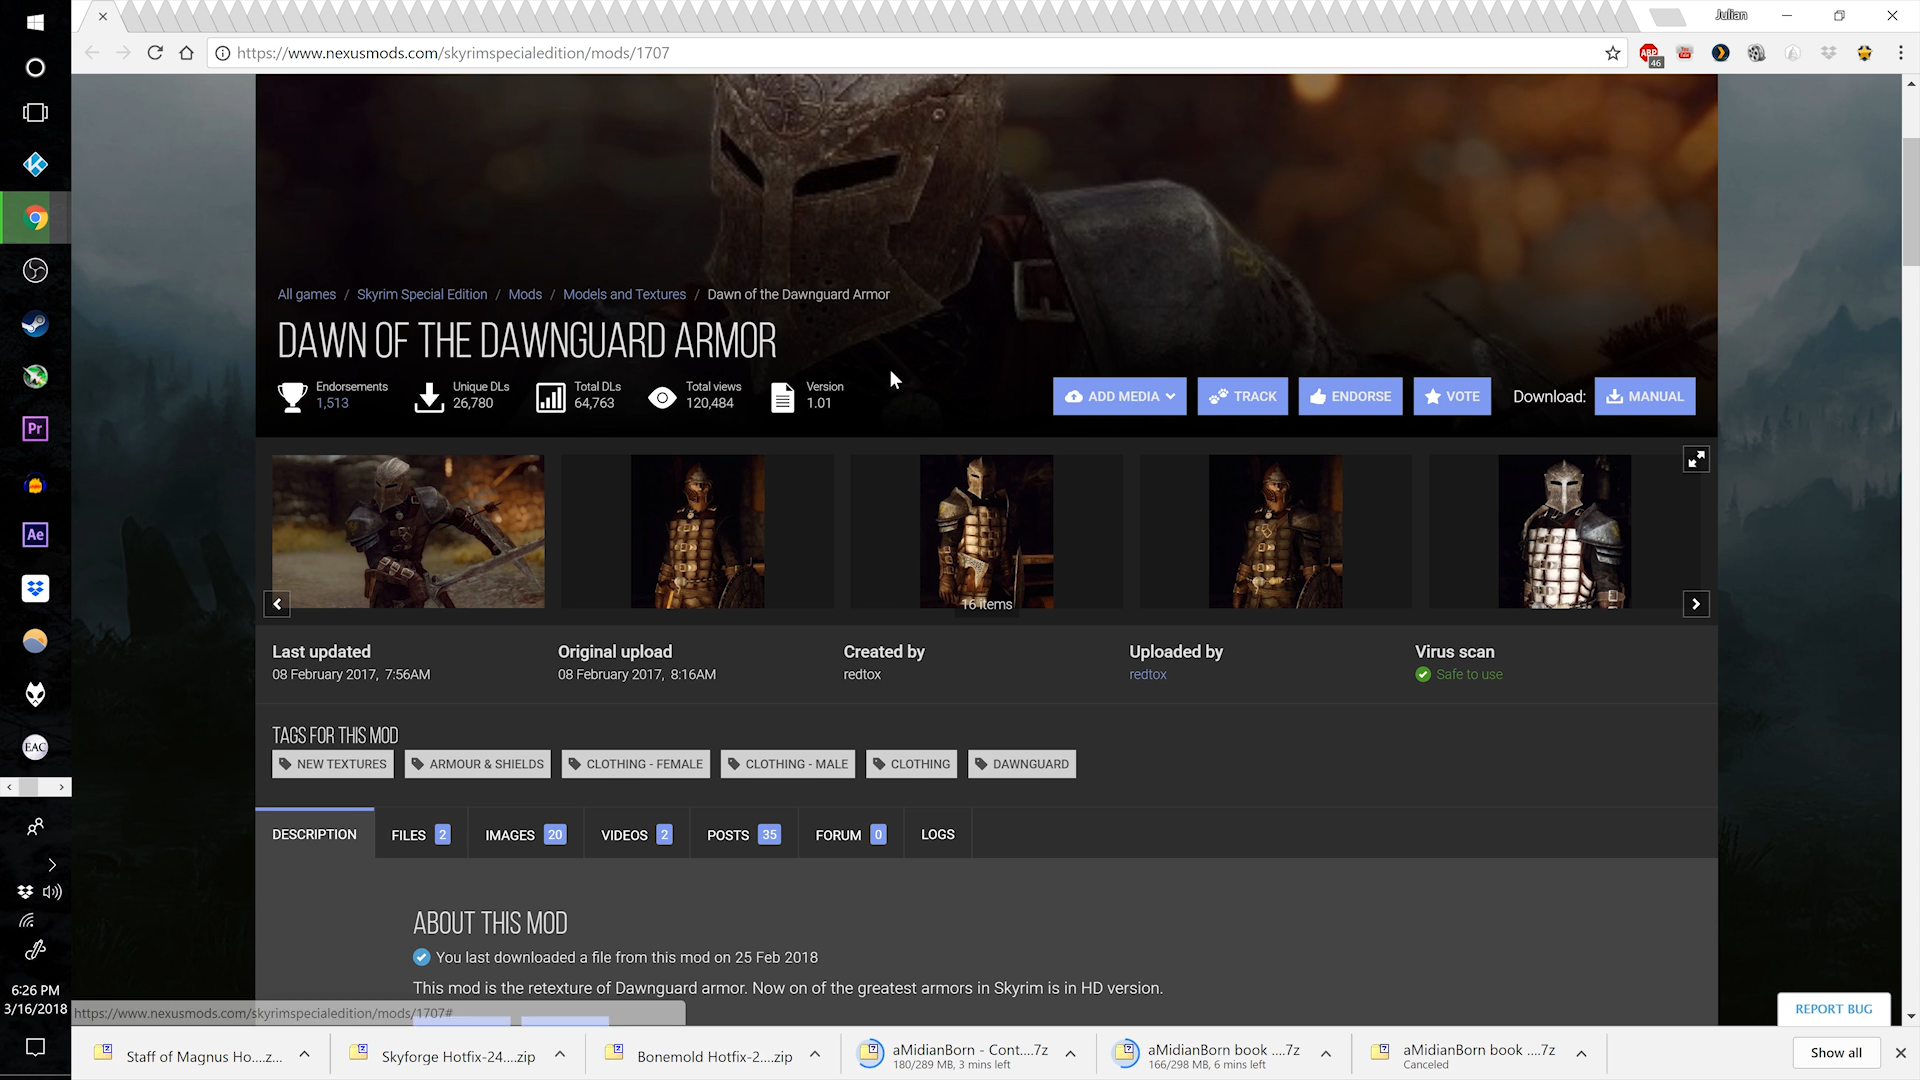 Julian
https://www.nexusmods.com/skyrimspecialedition/mods/1707
ABP
46
All games / Skyrim Special Edition / Mods / Models and Textures / Dawn of the Dawnguard Armor
DAWN OF THE DAWNGUARD ARMOR
Endorsements
1,513
Unique DLs
26,780
Total DLs
64,763
Total views
120,484
Version
1.01
ADD MEDIA
TRACK
ENDORSE
VOTE
Download:
MANUAL
16 items
Last updated
08 February 2017, 7:56AM
Original upload
08 February 2017, 8:16AM
Created by
redtox
Uploaded by
redtox
Virus scan
Safe to use
TAGS FOR THIS MOD
NEW TEXTURES
ARMOUR & SHIELDS
CLOTHING - FEMALE
CLOTHING - MALE
CLOTHING
DAWNGUARD
DESCRIPTION
FILES 2
IMAGES 20
VIDEOS 2
POSTS 35
FORUM 0
LOGS
ABOUT THIS MOD
You last downloaded a file from this mod on 25 Feb 2018
This mod is the retexture of Dawnguard armor. Now on of the greatest armors in Skyrim is in HD version.
REPORT BUG
https://www.nexusmods.com/skyrimspecialedition/mods/1707#
Pr
Ae
EAC
6:26 PM
3/16/2018
Staff of Magnus Ho....z...
Skyforge Hotfix-24....zip
Bonemold Hotfix-2....zip
aMidianBorn - Cont....7z
180/289 MB, 3 mins left
aMidianBorn book ....7z
166/298 MB, 6 mins left
aMidianBorn book ....7z
Canceled
Show all